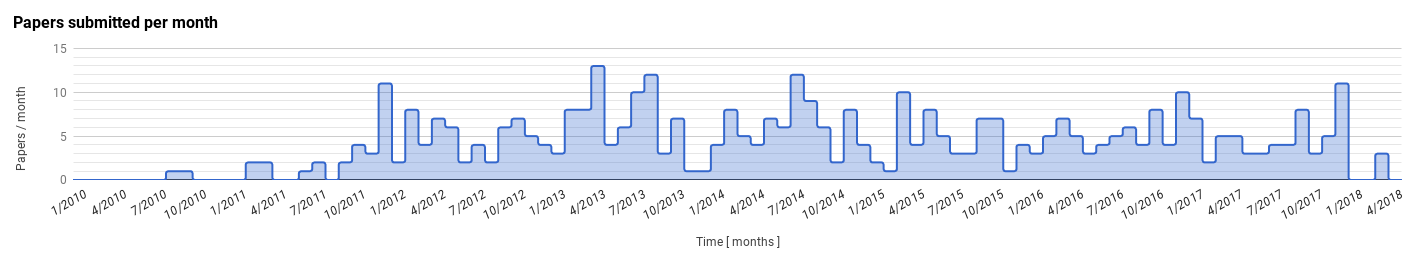 Papers submitted per month
15
10
5
0
Papers / month
1/2010 4/2010 7/2010 10/2010 1/2011 4/2011 7/2011 10/2011 1/2012 4/2012 7/2012 10/2012 1/2013 4/2013 7/2013 10/2013 1/2014 4/2014 7/2014 10/2014 1/2015 4/2015 7/2015 10/2015 1/2016 4/2016 7/2016 10/2016 1/2017 4/2017 7/2017 10/2017 1/2018 4/2018
Time [ months ]